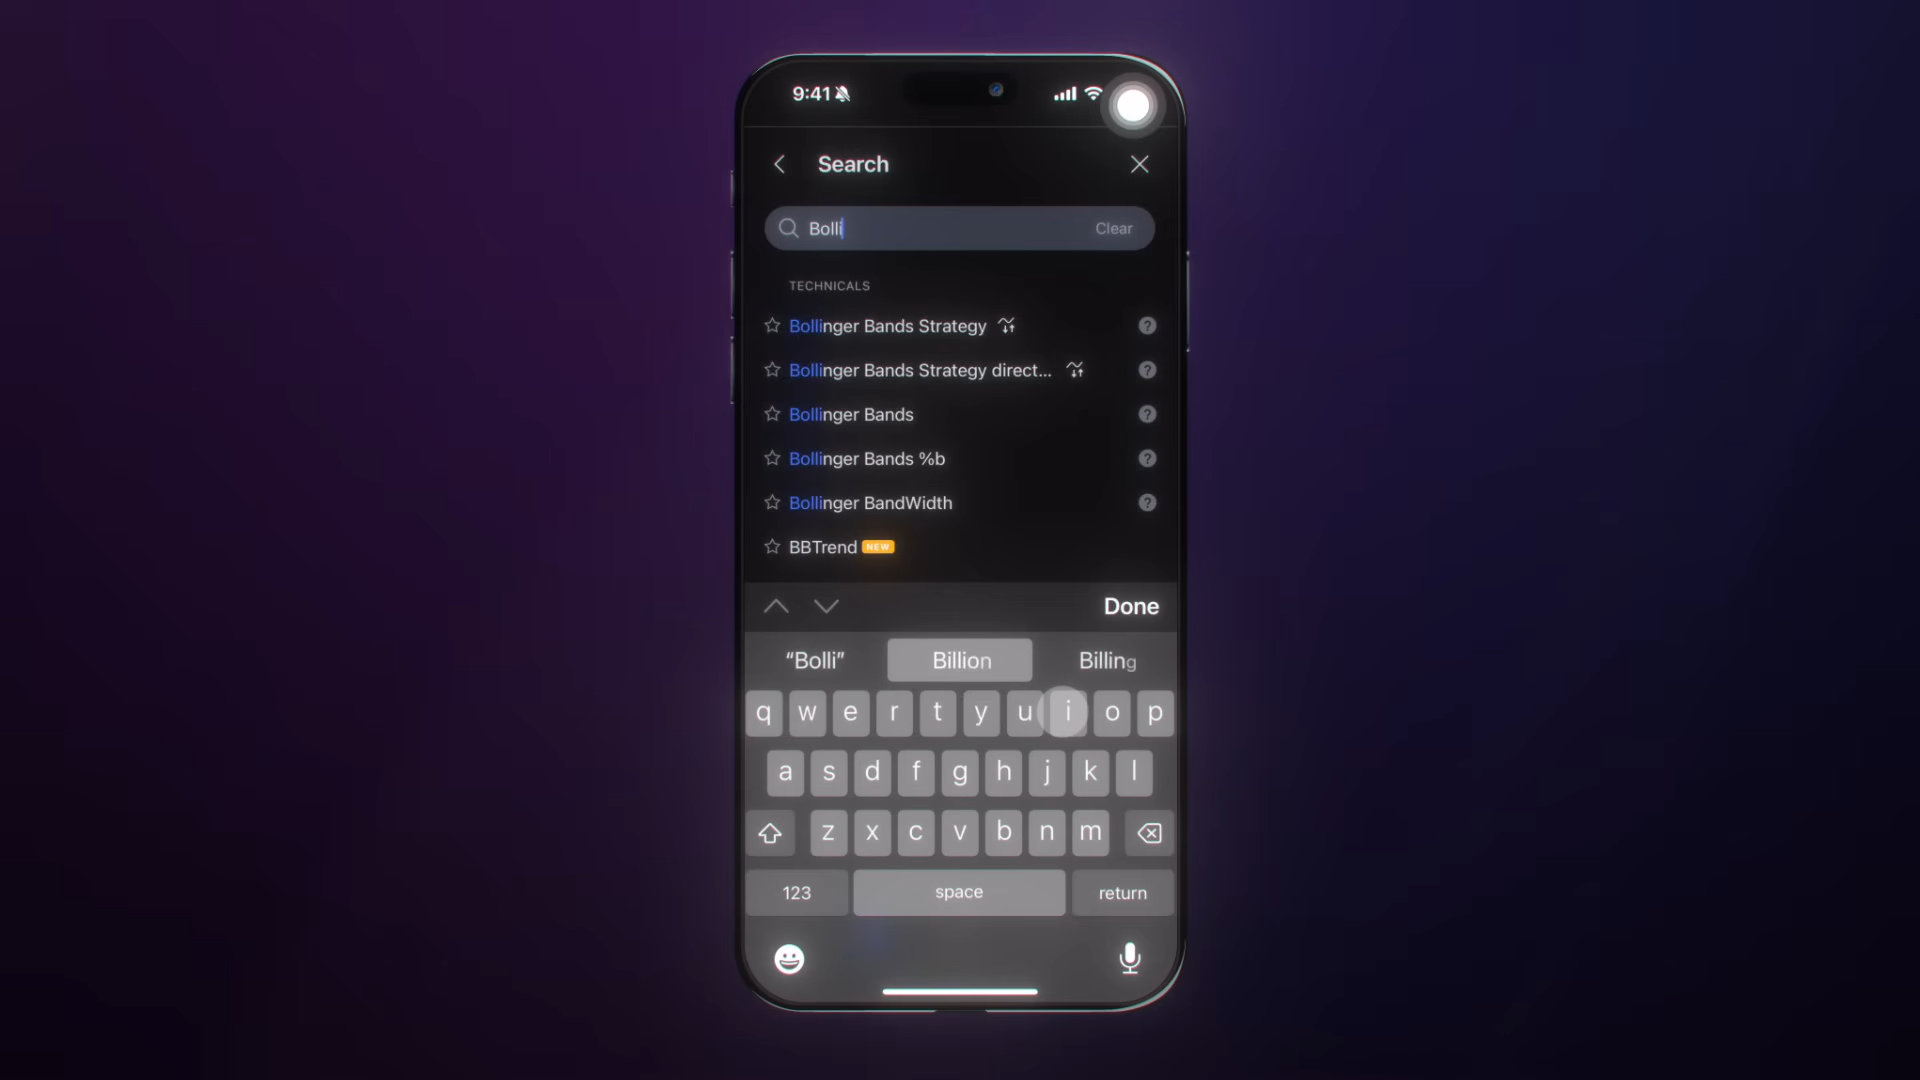 9:41
Search
Bolli
Clear
TECHNICALS
Bollinger Bands Strategy
Bollinger Bands Strategy direct...
Bollinger Bands
Bollinger Bands %b
Bollinger BandWidth
BBTrend NEW
Done
“Bolli” Billion Billing
q w e r t y u i o p
a s d f g h j k l
z x c v b n m
123 space return